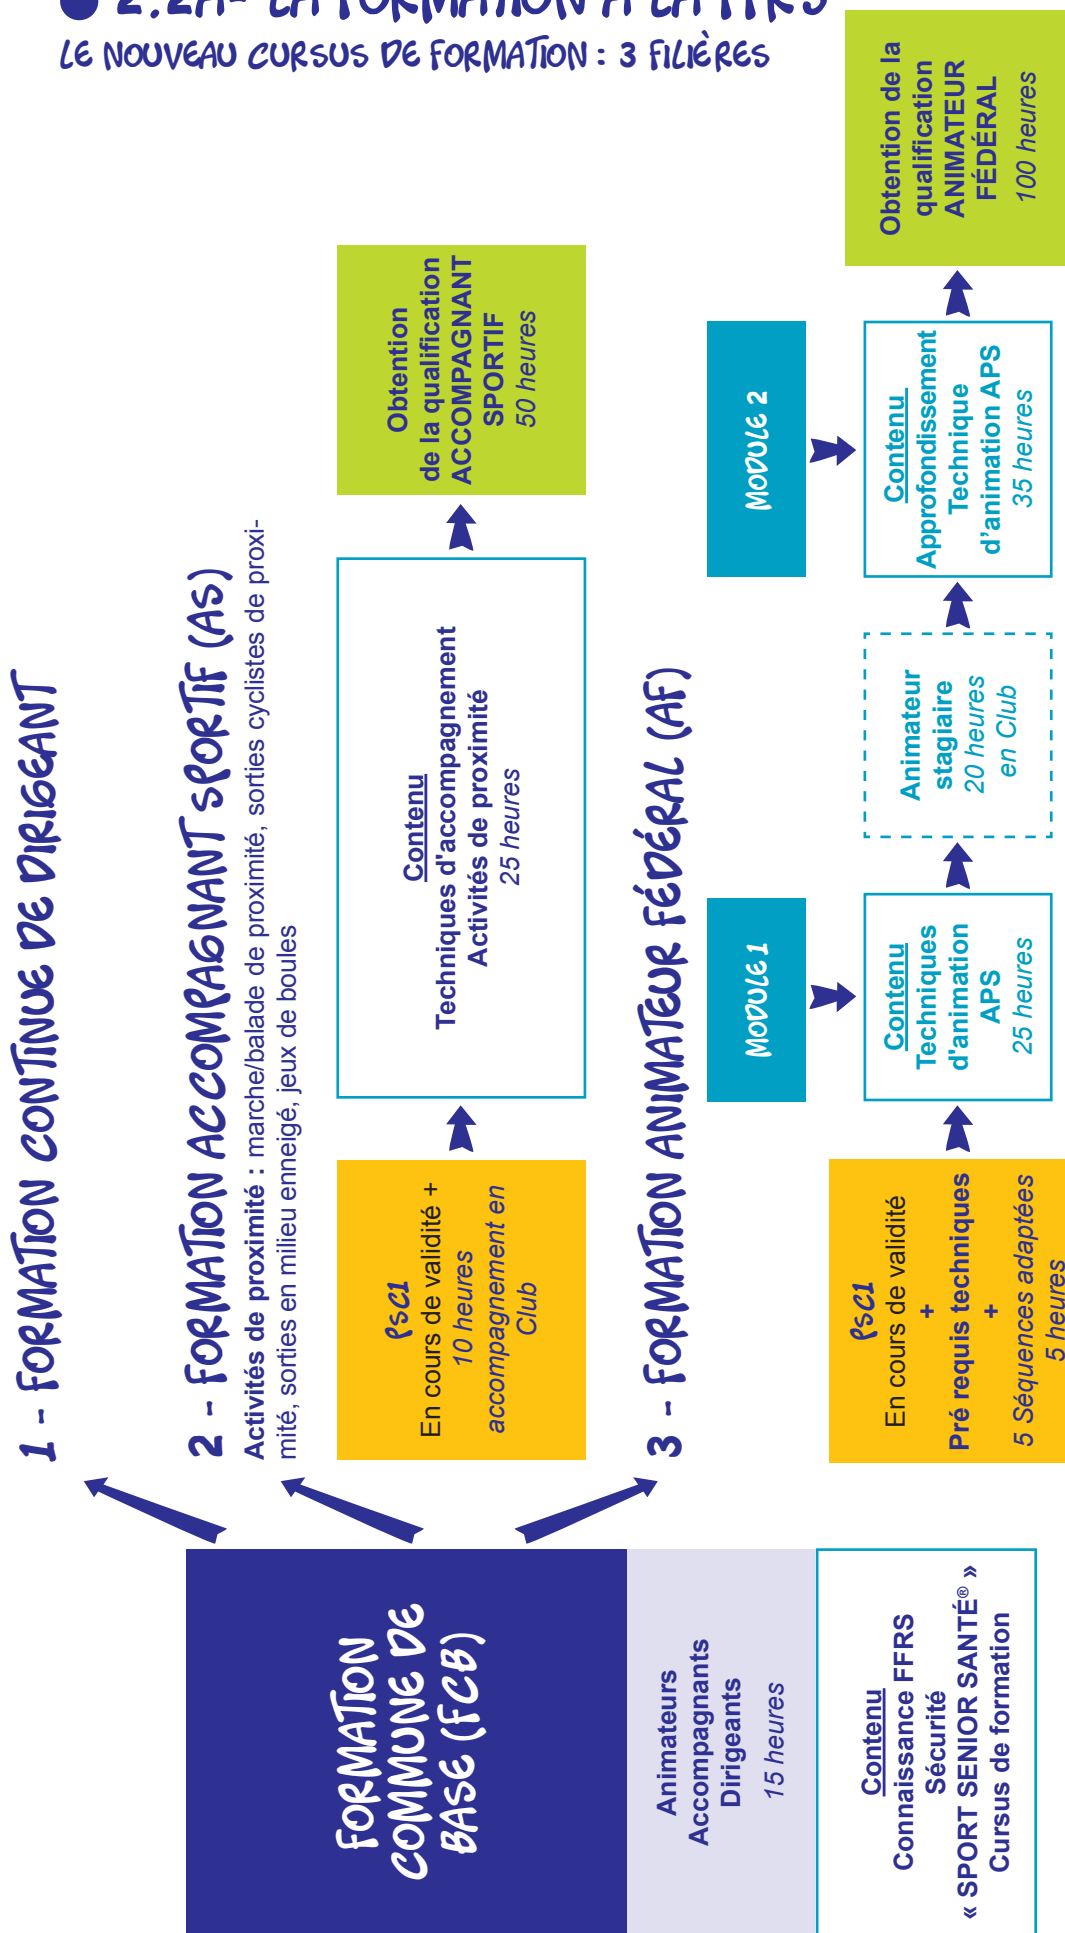 2.2A- LA FORMATION À LA FFRS
LE NOUVEAU CURSUS DE FORMATION : 3 FILIÈRES
FORMATION
COMMUNE DE
BASE (FCB)
Animateurs
Accompagnants
Dirigeants
15 heures
Contenu
Connaissance FFRS
Sécurité
« SPORT SENIOR SANTÉ® »
Cursus de formation
1 - FORMATION CONTINUE DE DIRIGEANT
2 - FORMATION ACCOMPAGNANT SPORTIF (AS)
Activités de proximité : marche/balade de proximité, sorties cyclistes de proxi-
mité, sorties en milieu enneigé, jeux de boules
PSC1
En cours de validité +
10 heures
accompagnement en
Club
Contenu
Techniques d'accompagnement
Activités de proximité
25 heures
Obtention
de la qualification
ACCOMPAGNANT
SPORTIF
50 heures
3 - FORMATION ANIMATEUR FÉDÉRAL (AF)
MODULE 1
MODULE 2
PSC1
En cours de validité
+
Pré requis techniques
+
5 Séquences adaptées
5 heures
Contenu
Techniques
d'animation
APS
25 heures
Animateur
stagiaire
20 heures
en Club
Contenu
Approfondissement
Technique
d’animation APS
35 heures
Obtention de la
qualification
ANIMATEUR
FÉDÉRAL
100 heures